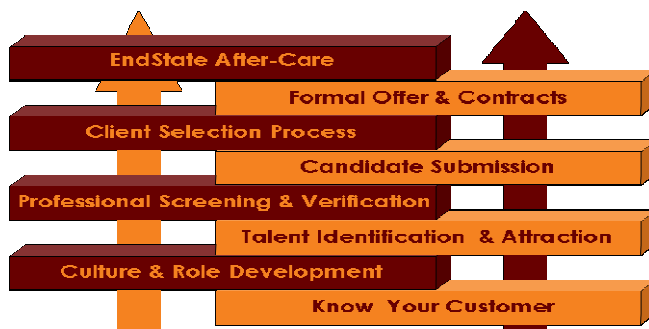 EndState After-Care
Formal Offer & Contracts
Client Selection Process
Candidate Submission
Professional Screening & Verification
Talent Identification & Attraction
Culture & Role Development
Know Your Customer